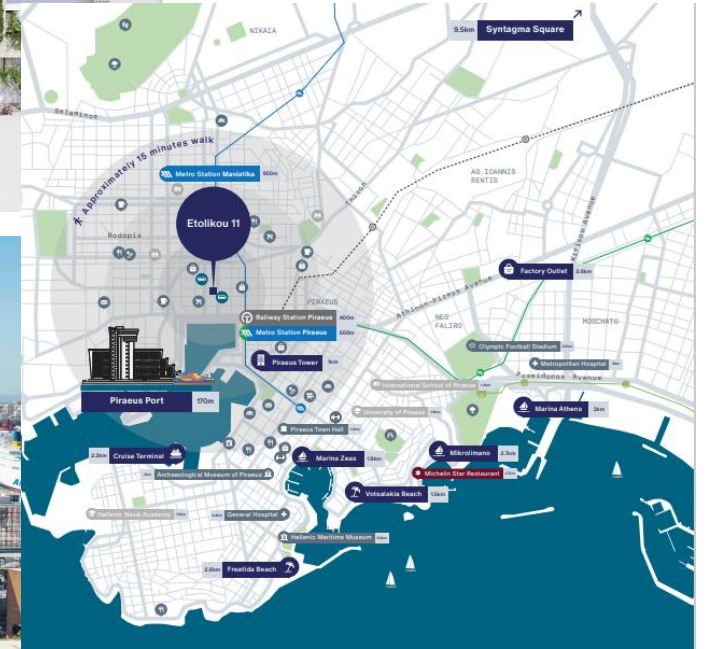 NIKAIA
9.5km Syntagma Square
Salaminos
Approximately 15 minutes walk
Metro Station Maniatika 950m
Thivon
AG.IOANNIS
RENTIS
Kifisou Avenue
Etolikou 11
Rodopis
Factory Outlet 2.6km
Athinon-Pireos Avenue
PIRAEUS
Railway Station Piraeus 400m
Metro Station Piraeus 500m
NEO
FALIRO
MOSCHATO
Olympic Football Stadium
Piraeus Tower 1km
Metropolitan Hospital
Poseidonos Avenue
International School of Piraeus
Piraeus Port 170m
University of Piraeus
Marina Athens 3km
Piraeus Town Hall
2.2km Cruise Terminal
Marina Zeas 1.9km
Mikrolimano 2.7km
Archaeological Museum of Piraeus
Michelin Star Restaurant
Votsalakia Beach 1.5km
Hellenic Naval Academy
General Hospital
Hellenic Maritime Museum
2.8km Freatida Beach